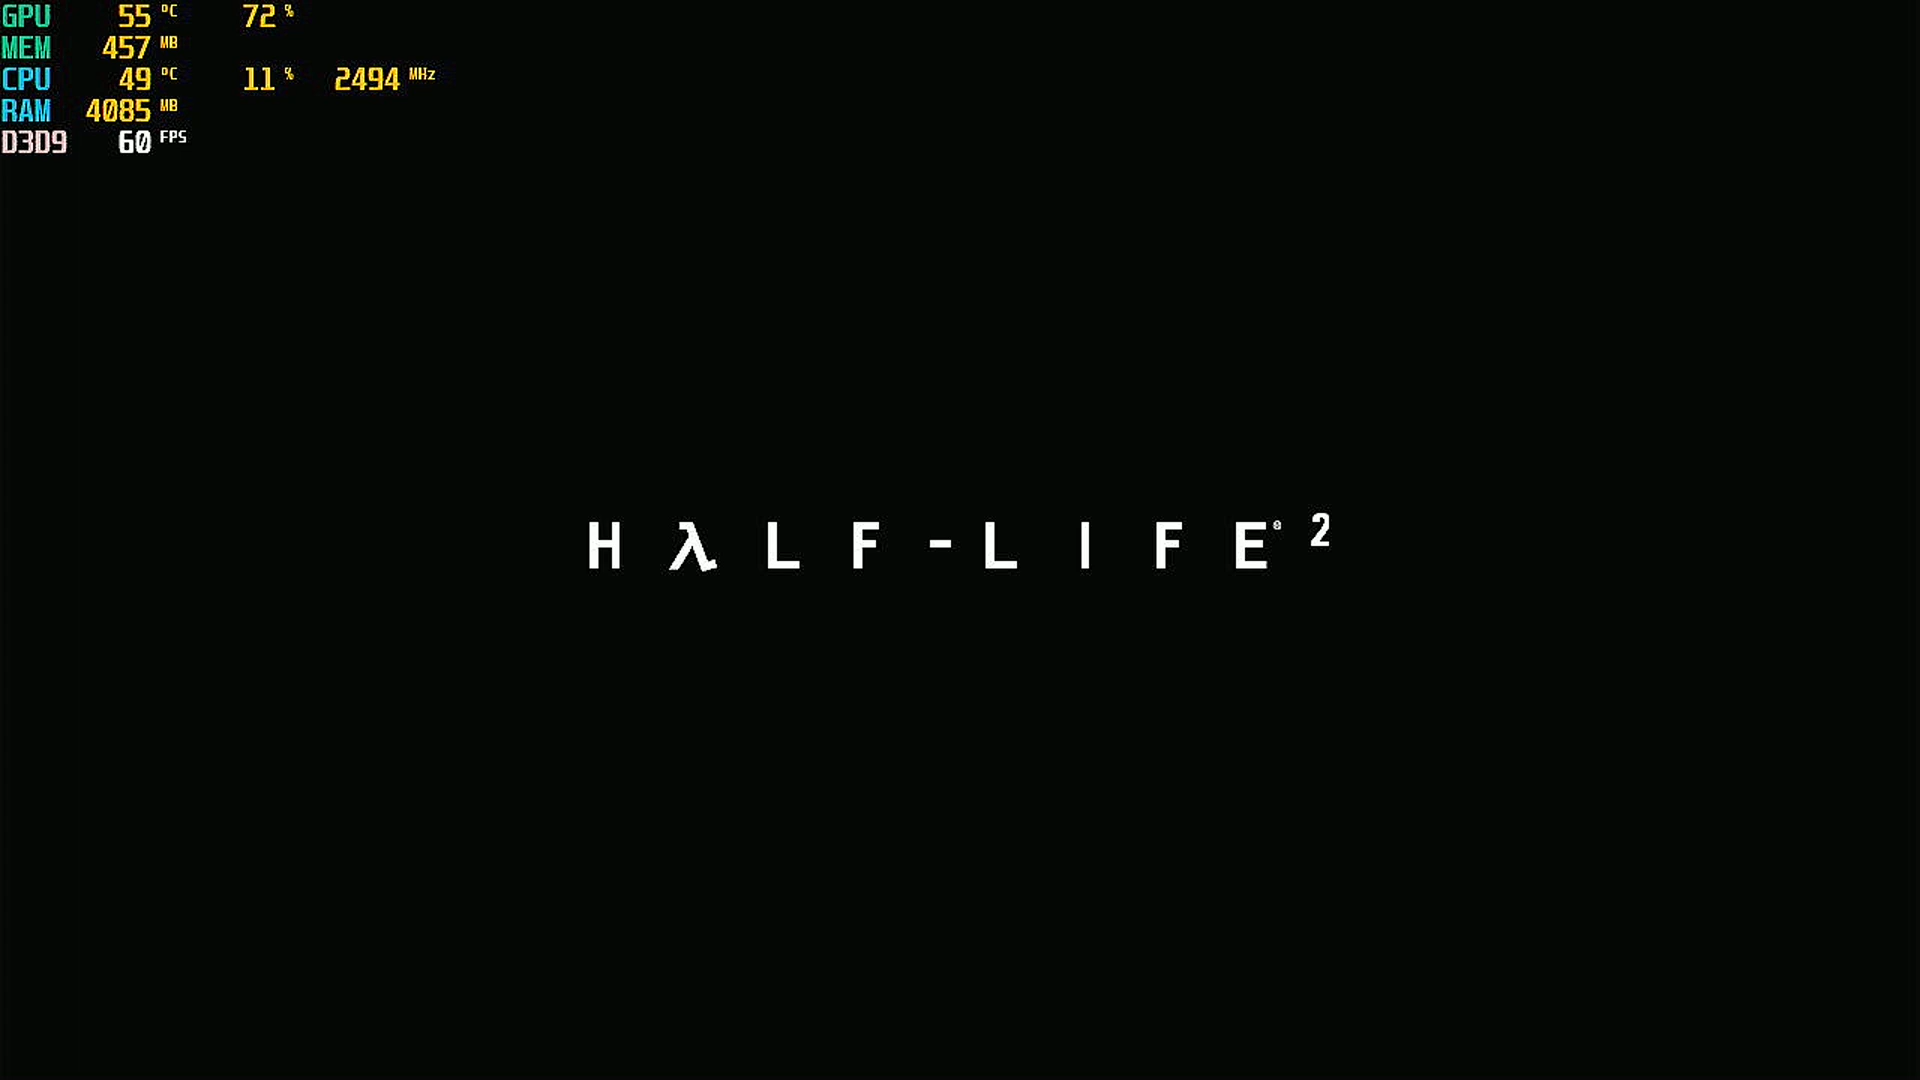 GPU 55 °C 72 %
MEM 457 MB
CPU 49 °C 11 % 2494 MHz
RAM 4085 MB
D3D9 60 FPS
HλLF-LIFE® 2